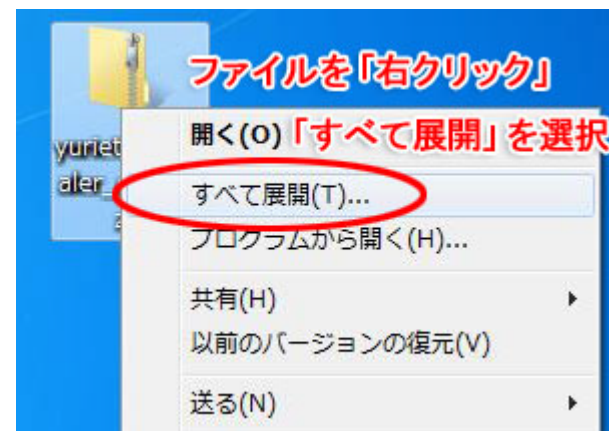 ファイルを「右クリック」
開く(O)「すべて展開」を選択
yuriet
aler_
すべて展開(T)...
プログラムから開く(H)...
共有(H)
以前のバージョンの復元(V)
送る(N)